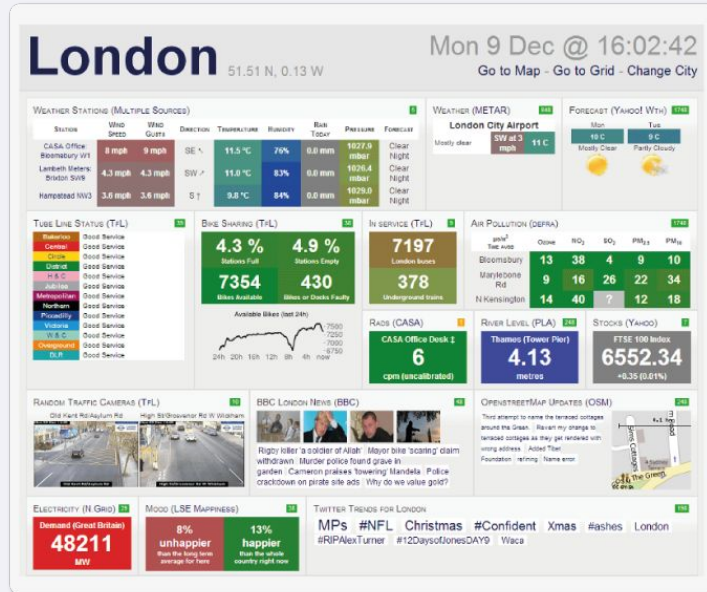 London
51.51 N, 0.13 W
Mon 9 Dec @ 16:02:42
Go to Map - Go to Grid - Change City
WEATHER STATIONS (MULTIPLE SOURCES)
STATION WIND SPEED WIND GUSTS DIRECTION TEMPERATURE HUMIDITY RAIN TODAY PRESSURE FORECAST
CASA Office: Bloomsbury W1 8 mph 9 mph SE ↖ 11.5 °C 76% 0.0 mm 1027.9 mbar Clear Night
Lambeth Meters: Brixton SW9 4.3 mph 4.3 mph SW ↗ 11.0 °C 83% 0.0 mm 1026.4 mbar Clear Night
Hampstead NW3 3.6 mph 3.6 mph S ↑ 9.8 °C 84% 0.0 mm 1029.0 mbar Clear Night
WEATHER (METAR)
London City Airport
Mostly clear SW at 3 mph 11 C
FORECAST (YAHOO! WTH)
Mon Tue
10 C 9 C
Mostly Clear Partly Cloudy
TUBE LINE STATUS (TFL)
Bakerloo Good Service
Central Good Service
Circle Good Service
District Good Service
H & C Good Service
Jubilee Good Service
Metropolitan Good Service
Northern Good Service
Piccadilly Good Service
Victoria Good Service
W & C Good Service
Overground Good Service
DLR Good Service
BIKE SHARING (TFL)
4.3 % 4.9 %
Stations Full Stations Empty
7354 430
Bikes Available Bikes or Docks Faulty
Available Bikes (last 24h)
7500
7250
7000
6750
24h 20h 16h 12h 8h 4h now
IN SERVICE (TFL)
7197
London buses
378
Underground trains
AIR POLLUTION (DEFRA)
Ozone NO2 SO2 PM2.5 PM10
Bloomsbury 13 38 4 9 10
Marylebone Rd 9 16 26 22 34
N Kensington 14 40 ? 12 18
RADS (CASA)
CASA Office Desk ‡
6
cpm (uncalibrated)
RIVER LEVEL (PLA)
Thames (Tower Pier)
4.13
metres
STOCKS (YAHOO)
FTSE 100 Index
6552.34
+0.35 (0.01%)
RANDOM TRAFFIC CAMERAS (TFL)
Old Kent Rd/Asylum Rd High St/Grosvenor Rd W Wickham
BBC LONDON NEWS (BBC)
Rigby killer 'a soldier of Allah' Mayor bike 'scaring' claim
withdrawn Murder police found grave in
garden Cameron praises 'towering' Mandela Police
crackdown on pirate site ads Why do we value gold?
OPENSTREETMAP UPDATES (OSM)
Third attempt to name the terraced cottages
around the Green. Revert my change to
terraced cottages as they get rendered with
wrong address Added Tibet
Foundation refining Name error
Sims Cottages
The Green
ELECTRICITY (N GRID)
Demand (Great Britain)
48211
MW
MOOD (LSE MAPPINESS)
8% 13%
unhappier happier
than the long term average for here than the whole country right now
TWITTER TRENDS FOR LONDON
MPs #NFL Christmas #Confident Xmas #ashes London
#RIPAlexTurner #12DaysofJonesDAY9 Waca